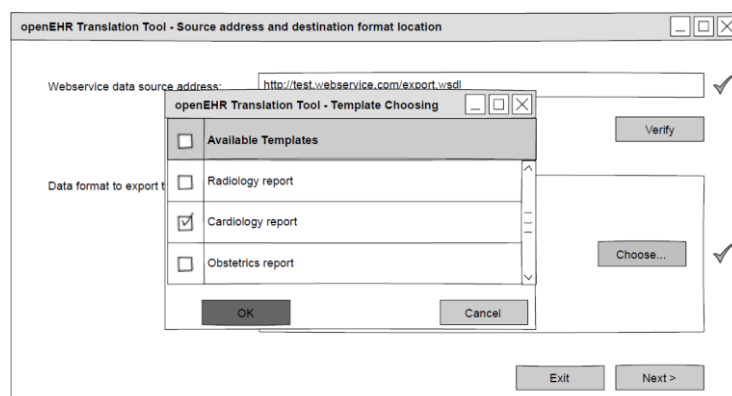 openEHR Translation Tool - Source address and destination format location
Webservice data source address:
http://test.webservice.com/export.wsdl
Verify
Data format to export t
Choose...
openEHR Translation Tool - Template Choosing
Available Templates
Radiology report
Cardiology report
Obstetrics report
OK
Cancel
Exit
Next >